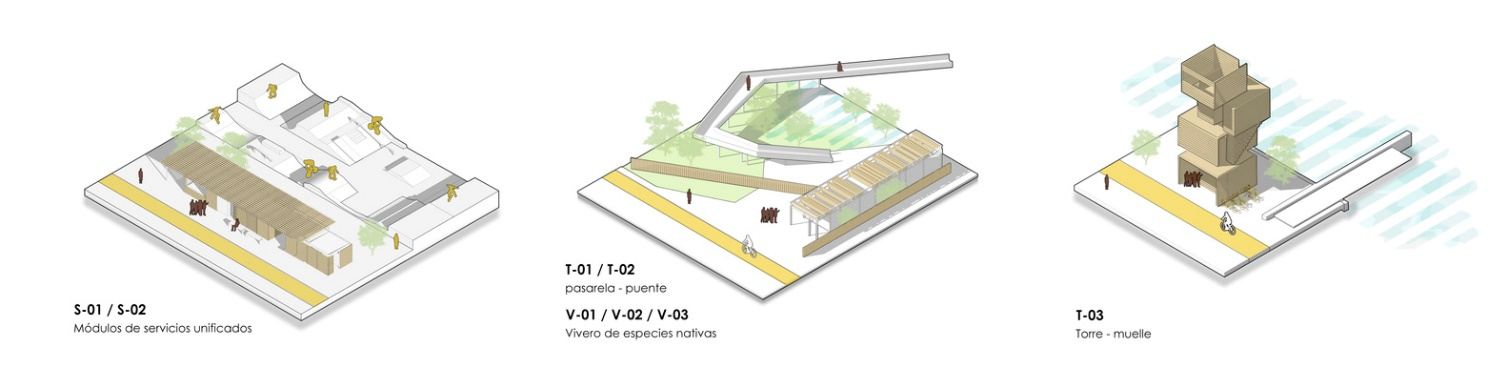 S-01 / S-02
Módulos de servicios unificados
T-01 / T-02
pasarela - puente
V-01 / V-02 / V-03
Vivero de especies nativas
T-03
Torre - muelle